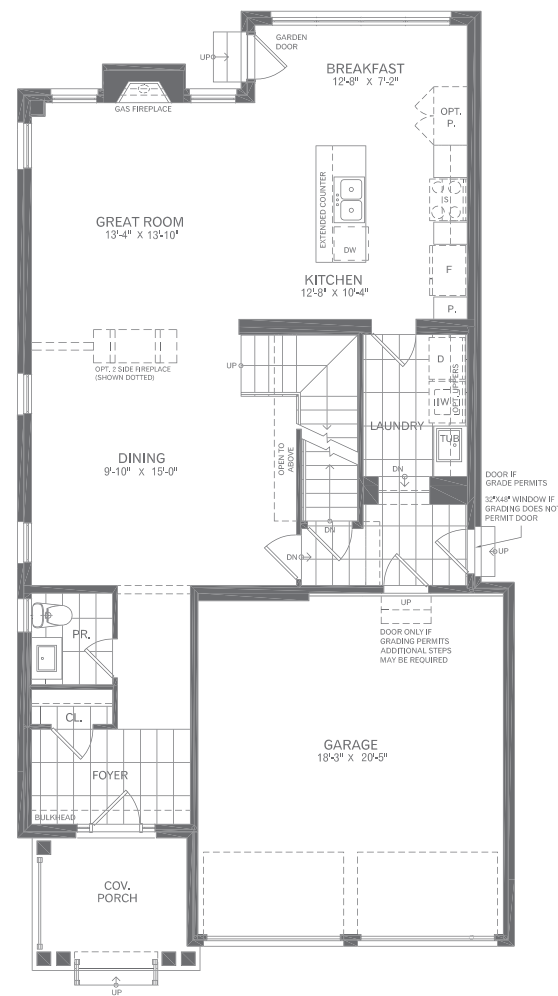 GARDEN
DOOR
UP
BREAKFAST
12'-8" X 7'-2"
GAS FIREPLACE
OPT.
P.
EXTENDED COUNTER
S
GREAT ROOM
13'-4" X 13'-10"
DW
F
KITCHEN
12'-8" X 10'-4"
P.
UP
D
OPT. 2 SIDE FIREPLACE
(SHOWN DOTTED)
W
OPT. UPPERS
LAUNDRY
TUB
DINING
9'-10" X 15'-0"
OPEN TO
ABOVE
DN
DOOR IF
GRADE PERMITS
32"X48" WINDOW IF
GRADING DOES NOT
PERMIT DOOR
DN
DN
UP
UP
PR.
DOOR ONLY IF
GRADING PERMITS
ADDITIONAL STEPS
MAY BE REQUIRED
CL.
GARAGE
18'-3" X 20'-5"
FOYER
BULKHEAD
COV.
PORCH
UP